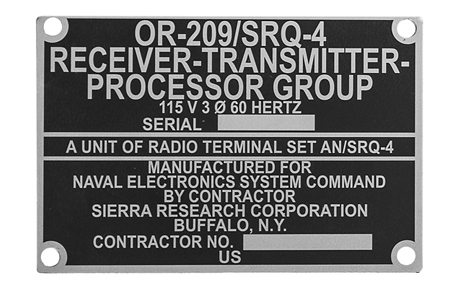 OR-209/SRQ-4
RECEIVER-TRANSMITTER-
PROCESSOR GROUP
115 V 3 Ø 60 HERTZ
SERIAL
A UNIT OF RADIO TERMINAL SET AN/SRQ-4
MANUFACTURED FOR
NAVAL ELECTRONICS SYSTEM COMMAND
BY CONTRACTOR
SIERRA RESEARCH CORPORATION
BUFFALO, N.Y.
CONTRACTOR NO.
US